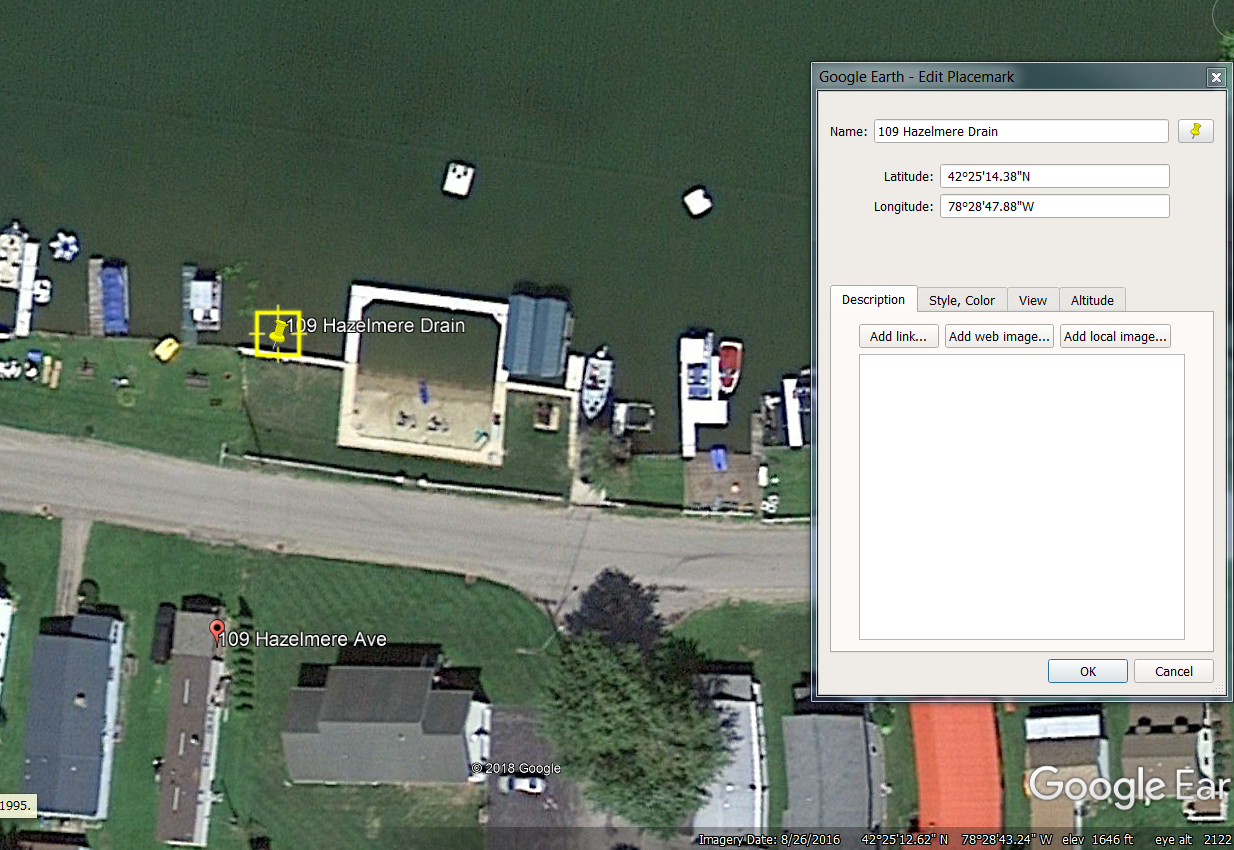 Google Earth - Edit Placemark
Name: 109 Hazelmere Drain
Latitude: 42°25'14.38"N
Longitude: 78°28'47.88"W
Description Style, Color View Altitude
Add link... Add web image... Add local image...
OK Cancel
109 Hazelmere Drain
109 Hazelmere Ave
© 2018 Google
Google Ear
1995.
Imagery Date: 8/26/2016 42°25'12.62" N 78°28'43.24" W elev 1646 ft eye alt 2122